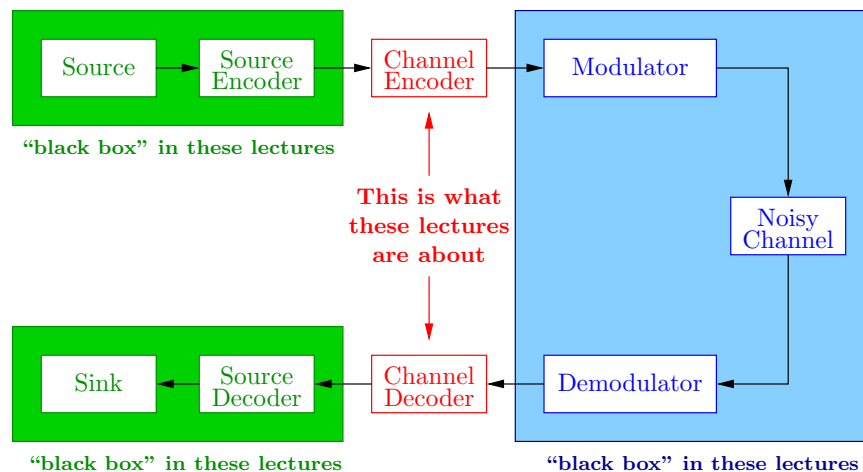 Source
Source
Encoder
Channel
Encoder
Modulator
“black box” in these lectures
This is what
these lectures
are about
Noisy
Channel
Sink
Source
Decoder
Channel
Decoder
Demodulator
“black box” in these lectures
“black box” in these lectures